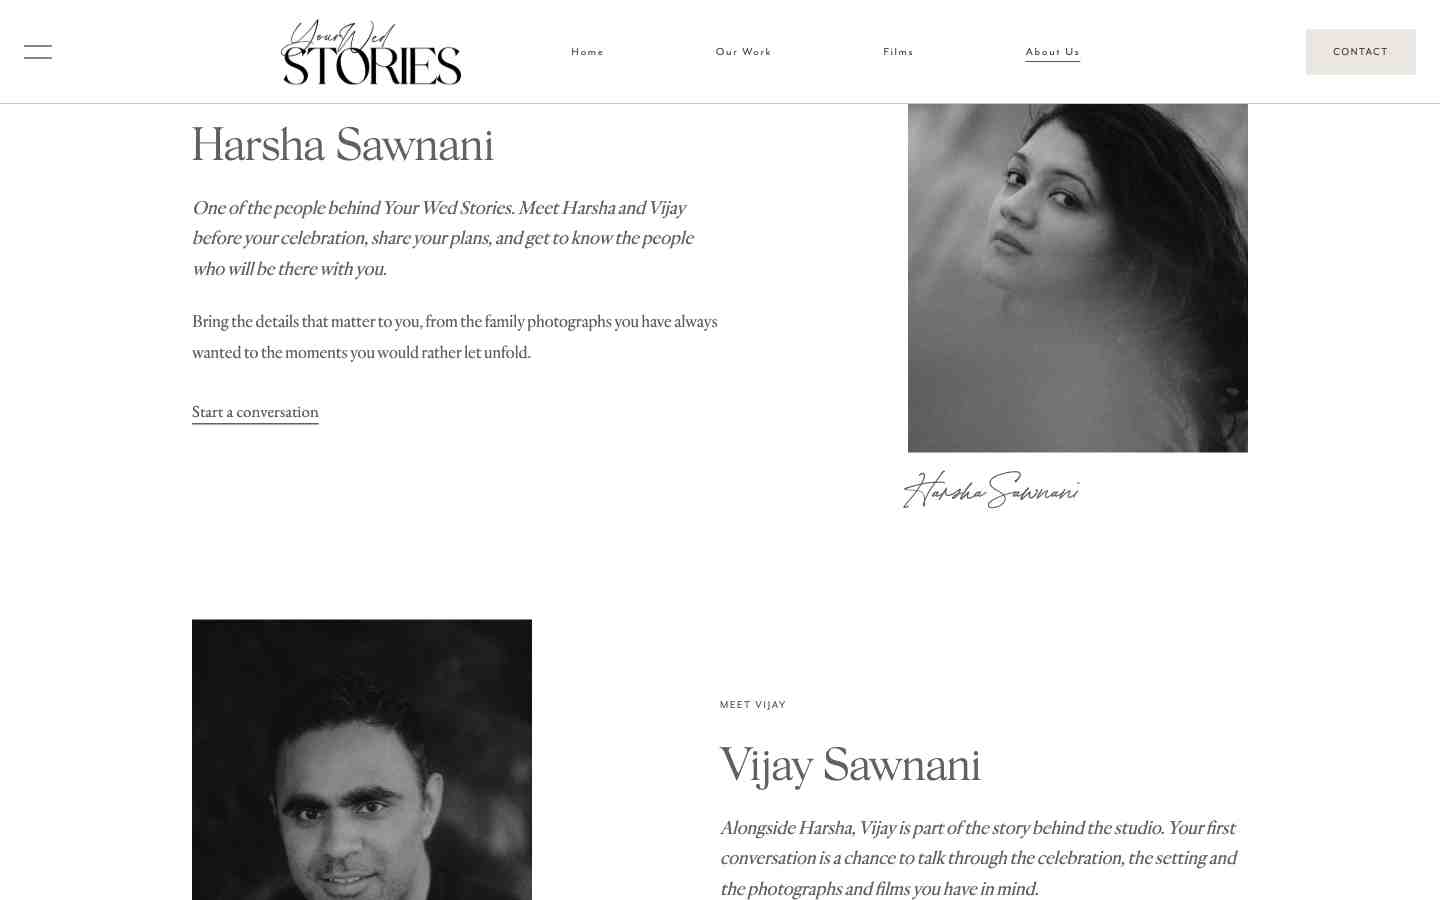 Your Wed
STORIES
Home
Our Work
Films
About Us
CONTACT
Harsha Sawnani
One of the people behind Your Wed Stories. Meet Harsha and Vijay
before your celebration, share your plans, and get to know the people
who will be there with you.
Bring the details that matter to you, from the family photographs you have always
wanted to the moments you would rather let unfold.
Start a conversation
Harsha Sawnani
MEET VIJAY
Vijay Sawnani
Alongside Harsha, Vijay is part of the story behind the studio. Your first
conversation is a chance to talk through the celebration, the setting and
the photographs and films you have in mind.